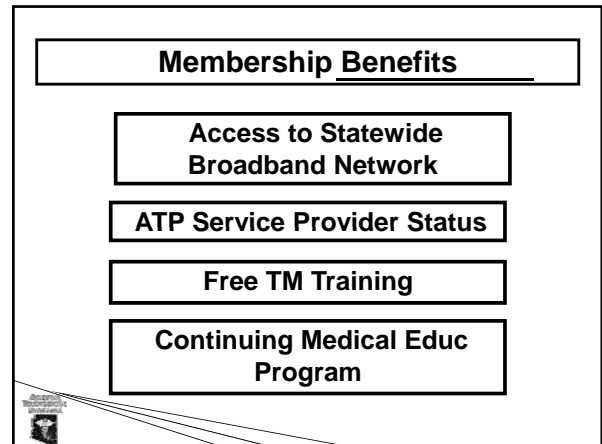 Membership Benefits
Access to Statewide
Broadband Network
ATP Service Provider Status
Free TM Training
Continuing Medical Educ
Program